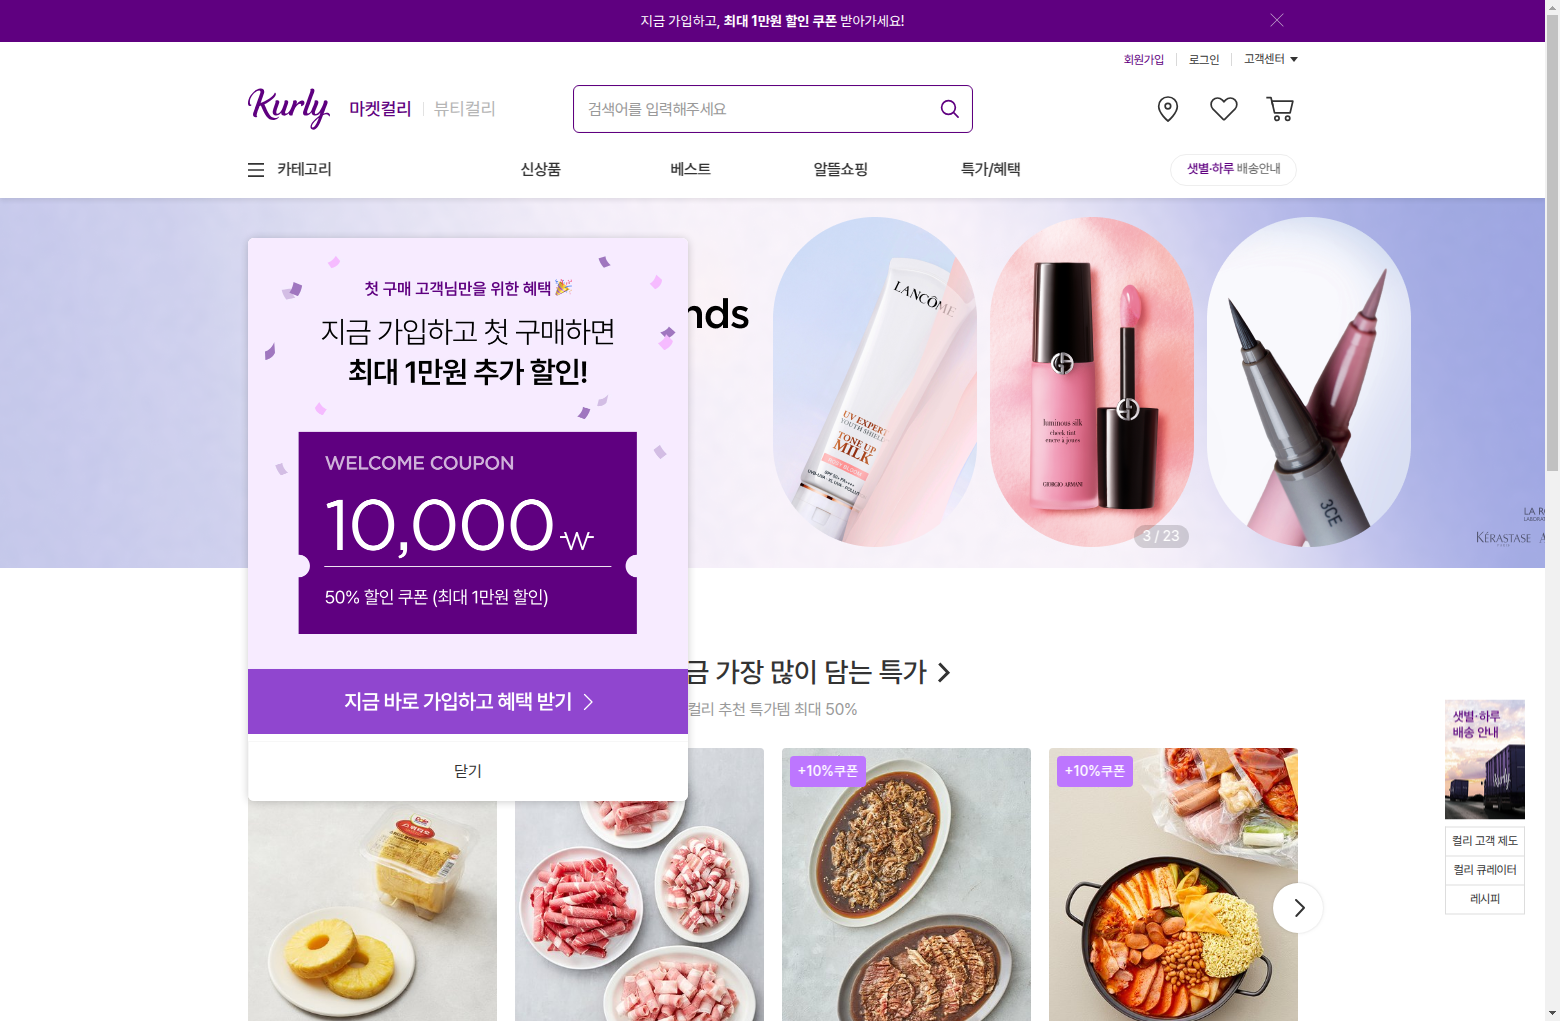 지금 가입하고, 최대 1만원 할인 쿠폰 받아가세요!
회원가입
로그인
고객센터
Kurly
마켓컬리
뷰티컬리
검색어를 입력해주세요
카테고리
신상품
베스트
알뜰쇼핑
특가/혜택
샛별·하루 배송안내
첫 구매 고객님만을 위한 혜택
지금 가입하고 첫 구매하면
최대 1만원 추가 할인!
WELCOME COUPON
10,000₩
50% 할인 쿠폰 (최대 1만원 할인)
지금 바로 가입하고 혜택 받기
닫기
nds
LANCÔME
UV EXPERT
YOUTH SHIELD
TONE UP
MILK
luminous silk
cheek tint
encre à joues
GIORGIO ARMANI
3CE
3 / 23
LA RO
KÉRASTASE
금 가장 많이 담는 특가
컬리 추천 특가템 최대 50%
+10%쿠폰
+10%쿠폰
샛별·하루
배송 안내
Kurly
컬리 고객 제도
컬리 큐레이터
레시피